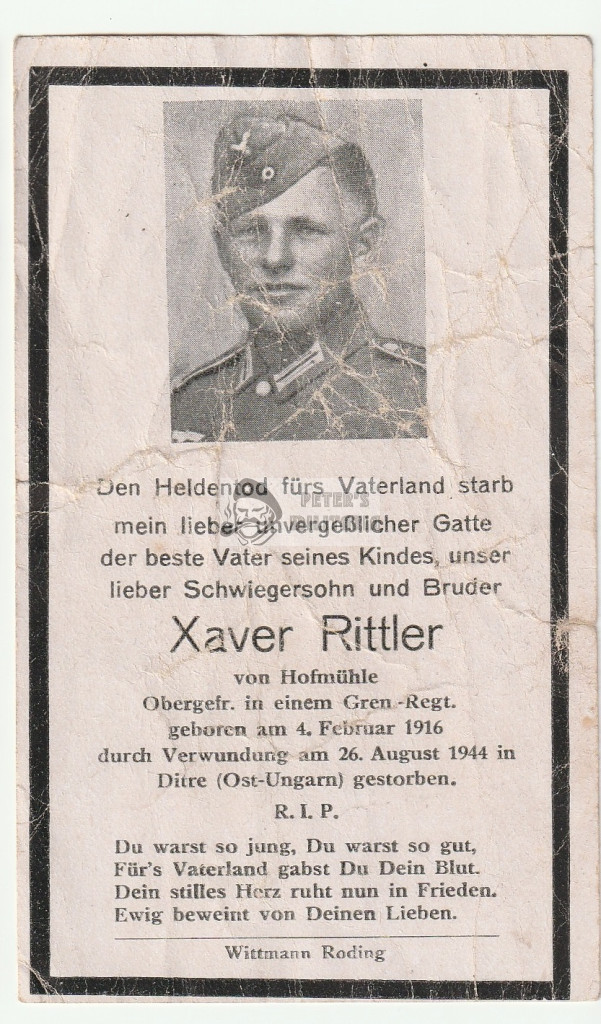 PETER'S
Den Heldentod fürs Vaterland starb
mein lieber unvergeßlicher Gatte
der beste Vater seines Kindes, unser
lieber Schwiegersohn und Bruder
Xaver Rittler
von Hofmühle
Obergefr. in einem Gren.-Regt.
geboren am 4. Februar 1916
durch Verwundung am 26. August 1944 in
Ditre (Ost-Ungarn) gestorben.
R. I. P.
Du warst so jung, Du warst so gut,
Für's Vaterland gabst Du Dein Blut.
Dein stilles Herz ruht nun in Frieden.
Ewig beweint von Deinen Lieben.
Wittmann Roding